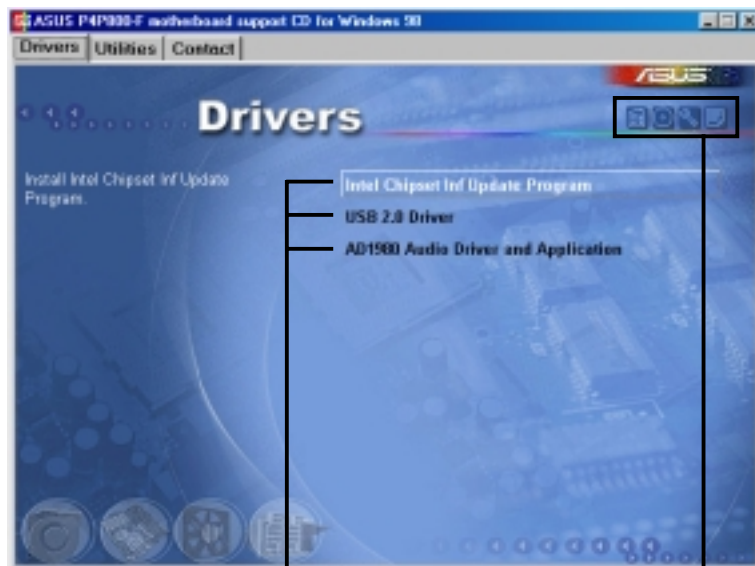 ASUS P4P800-F motherboard support CD for Windows 98
Drivers Utilities Contact
ASUS
Drivers
Install Intel Chipset Inf Update
Program.
Intel Chipset Inf Update Program
USB 2.0 Driver
AD1980 Audio Driver and Application